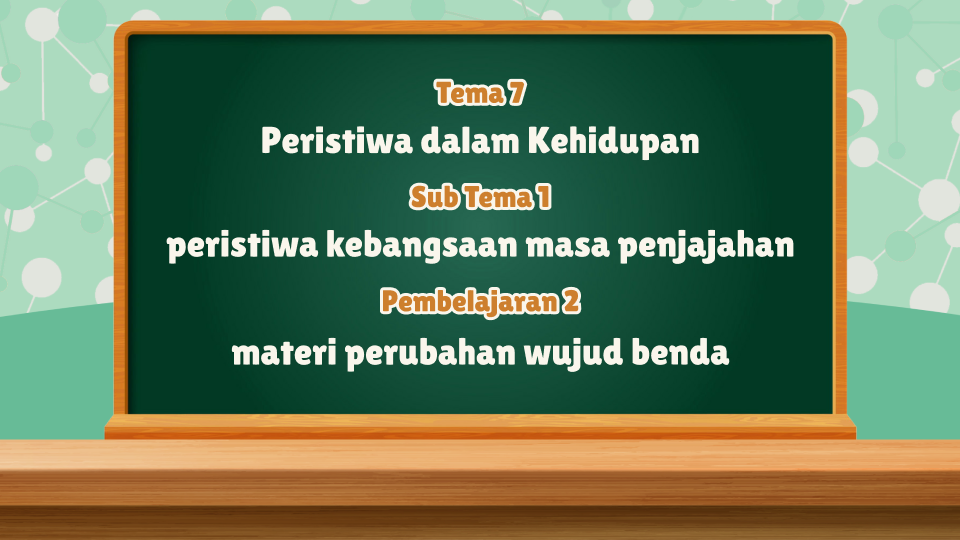 Tema 7
Peristiwa dalam Kehidupan
Sub Tema 1
peristiwa kebangsaan masa penjajahan
Pembelajaran 2
materi perubahan wujud benda